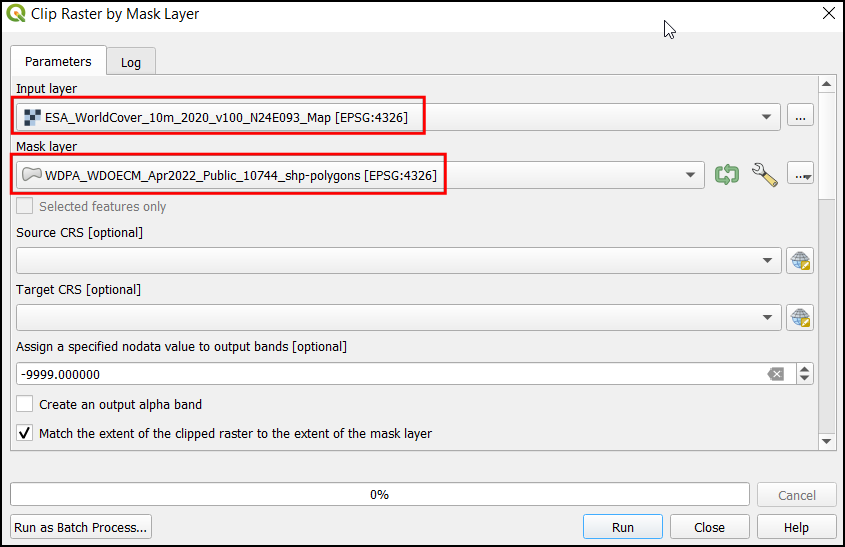 Clip Raster by Mask Layer
Parameters
Log
Input layer
ESA_WorldCover_10m_2020_v100_N24E093_Map [EPSG:4326]
...
Mask layer
WDPA_WDOECM_Apr2022_Public_10744_shp-polygons [EPSG:4326]
...
Selected features only
Source CRS [optional]
Target CRS [optional]
Assign a specified nodata value to output bands [optional]
-9999.000000
Create an output alpha band
Match the extent of the clipped raster to the extent of the mask layer
0%
Cancel
Run as Batch Process...
Run
Close
Help